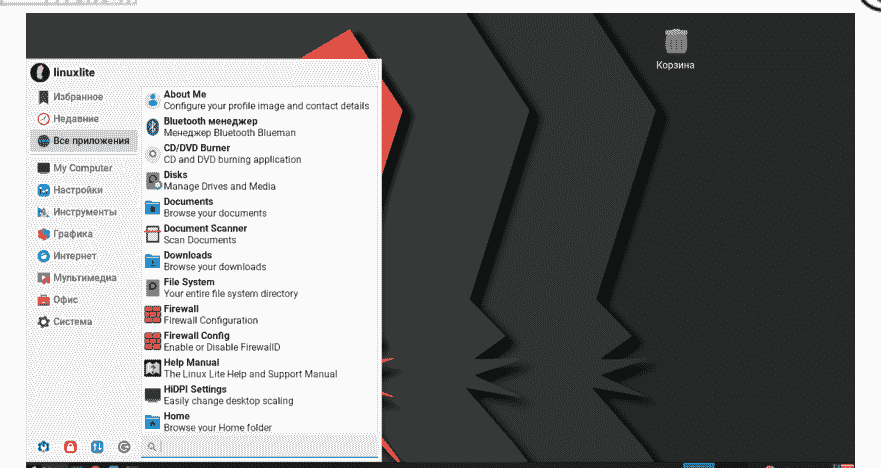 Корзина
linuxlite
Избранное
Недавние
Все приложения
My Computer
Настройки
Инструменты
Графика
Интернет
Мультимедиа
Офис
Система
About Me
Configure your profile image and contact details
Bluetooth менеджер
Менеджер Bluetooth Blueman
CD/DVD Burner
CD and DVD burning application
Disks
Manage Drives and Media
Documents
Browse your documents
Document Scanner
Scan Documents
Downloads
Browse your downloads
File System
Your entire file system directory
Firewall
Firewall Configuration
Firewall Config
Enable or Disable FirewallD
Help Manual
The Linux Lite Help and Support Manual
HiDPI Settings
Easily change desktop scaling
Home
Browse your Home folder